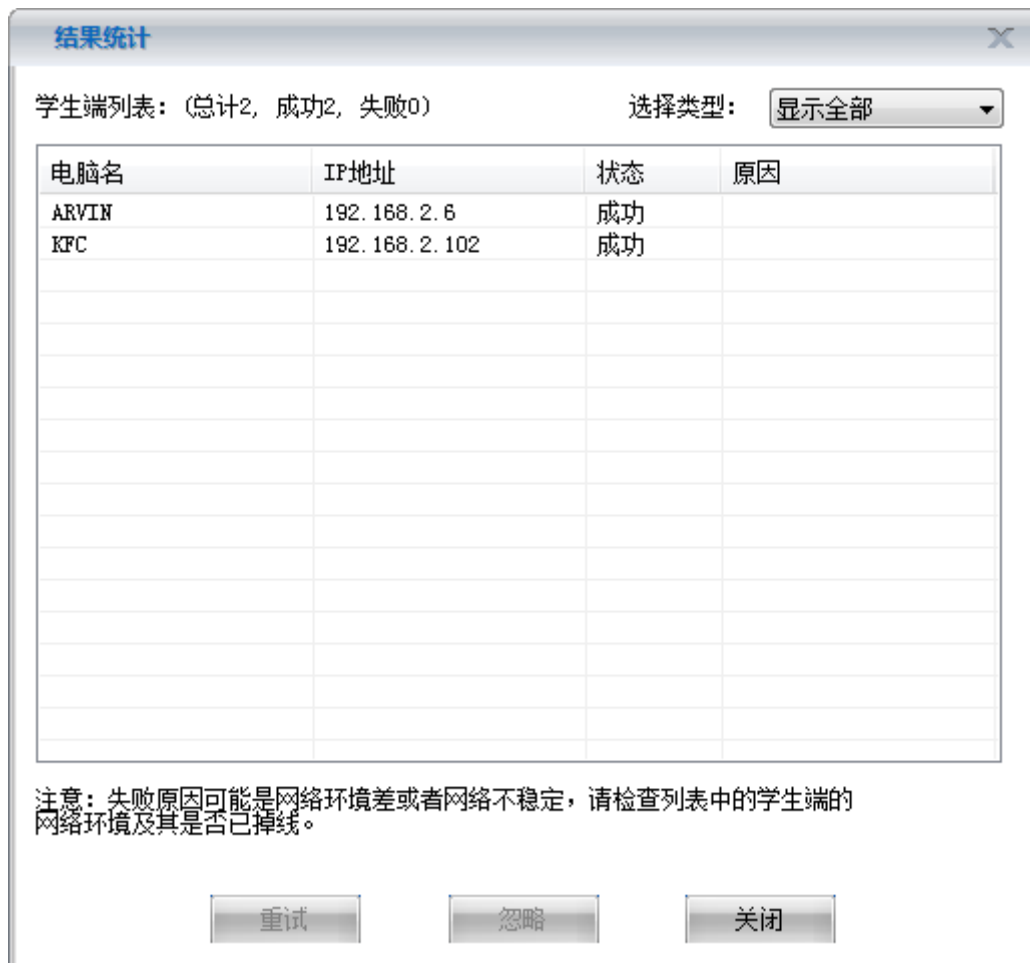 结果统计
学生端列表：(总计2, 成功2, 失败0) 选择类型： 显示全部
电脑名 IP地址 状态 原因
ARVIN 192.168.2.6 成功
KFC 192.168.2.102 成功
注意：失败原因可能是网络环境差或者网络不稳定，请检查列表中的学生端的
网络环境及其是否已掉线。
重试 忽略 关闭